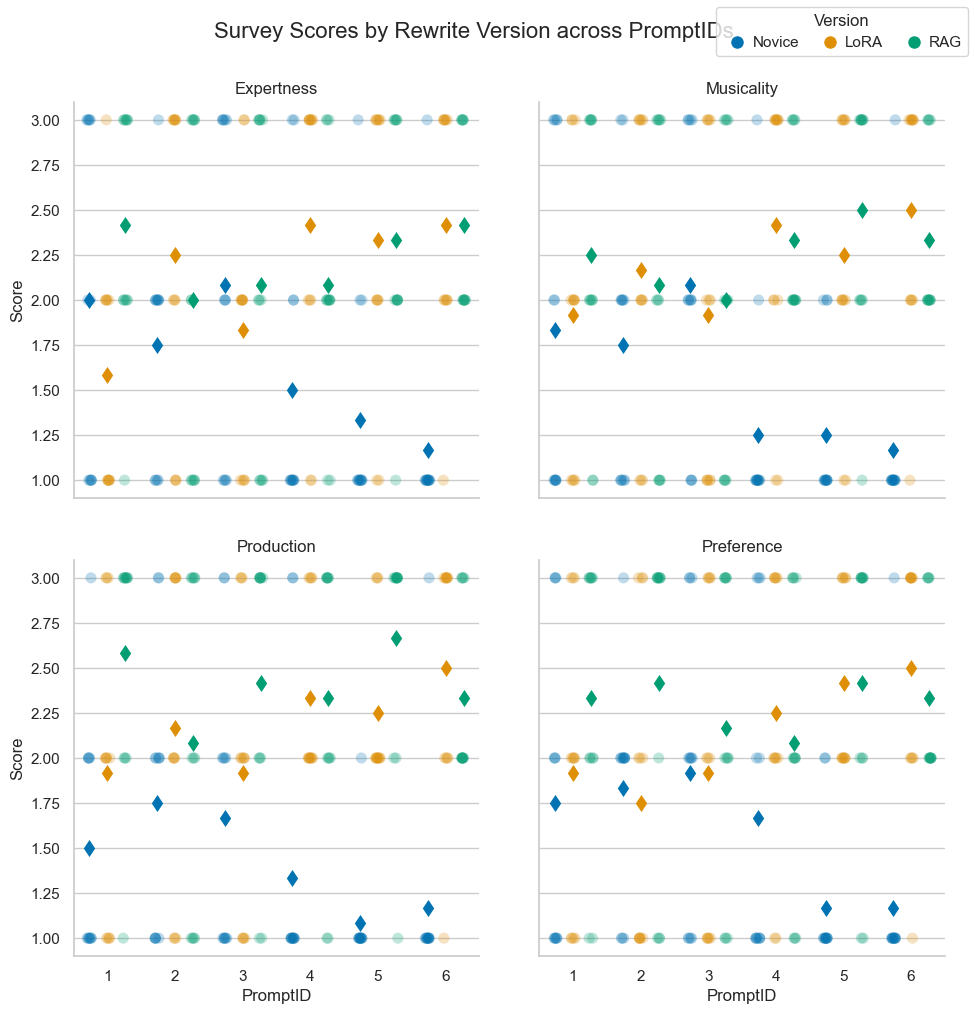 Survey Scores by Rewrite Version across PromptIDs
Version
Novice LoRA RAG
Expertness
Musicality
3.00
2.75
2.50
2.25
2.00
1.75
1.50
1.25
1.00
Score
Production
Preference
3.00
2.75
2.50
2.25
2.00
1.75
1.50
1.25
1.00
Score
1 2 3 4 5 6
PromptID
1 2 3 4 5 6
PromptID